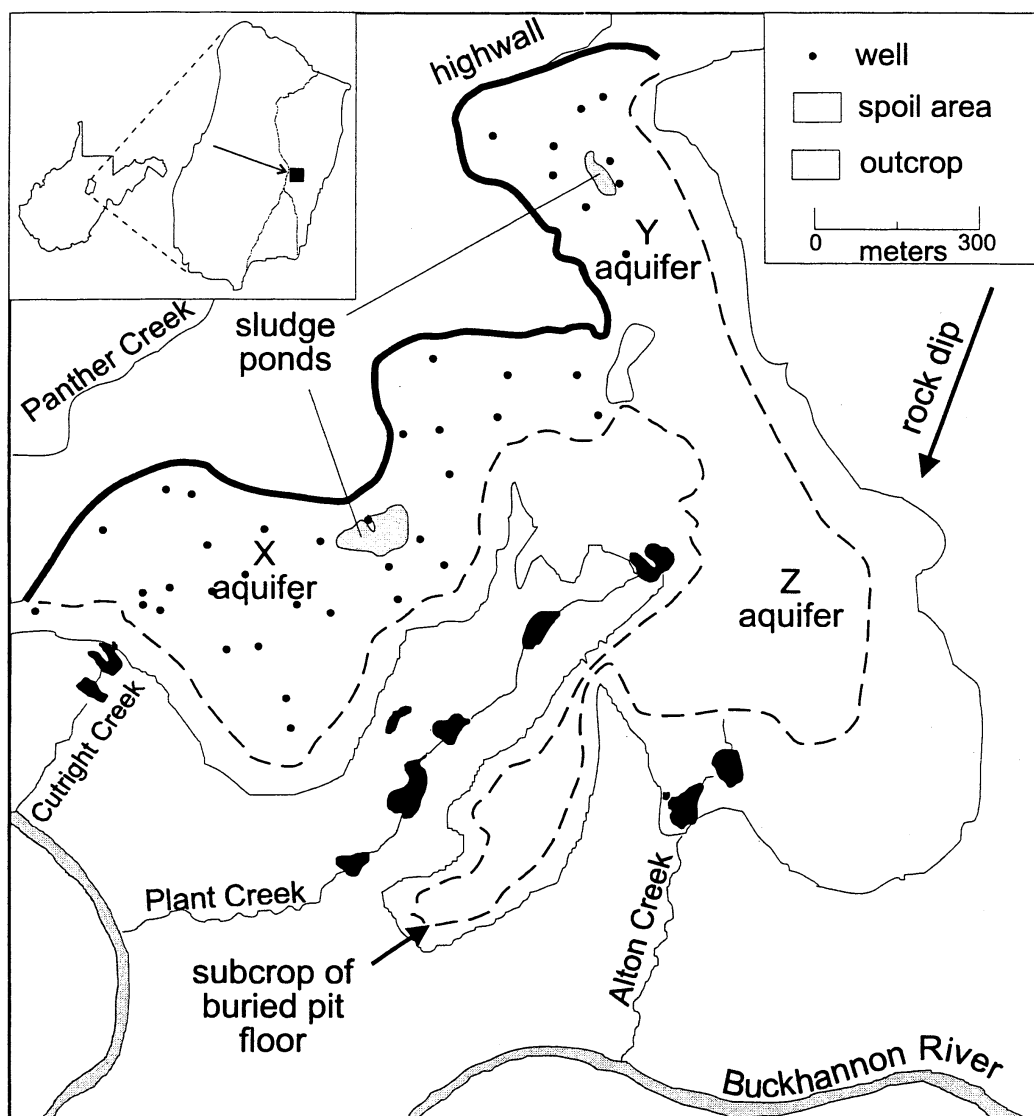 highwall
well
spoil area
outcrop
0 meters 300
Y
aquifer
sludge
ponds
Panther Creek
rock dip
X
aquifer
Z
aquifer
Cutright Creek
Plant Creek
subcrop of
buried pit
floor
Alton Creek
Buckhannon River